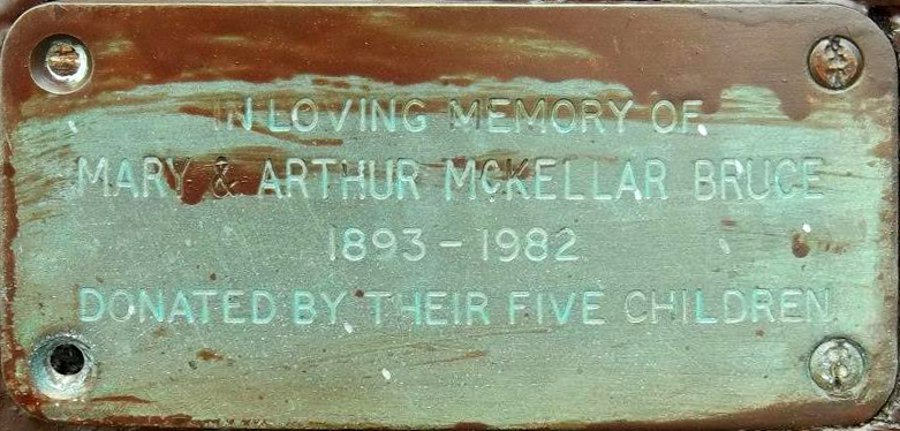 IN LOVING MEMORY OF
MARY & ARTHUR McKELLAR BRUCE
1893 - 1982
DONATED BY THEIR FIVE CHILDREN